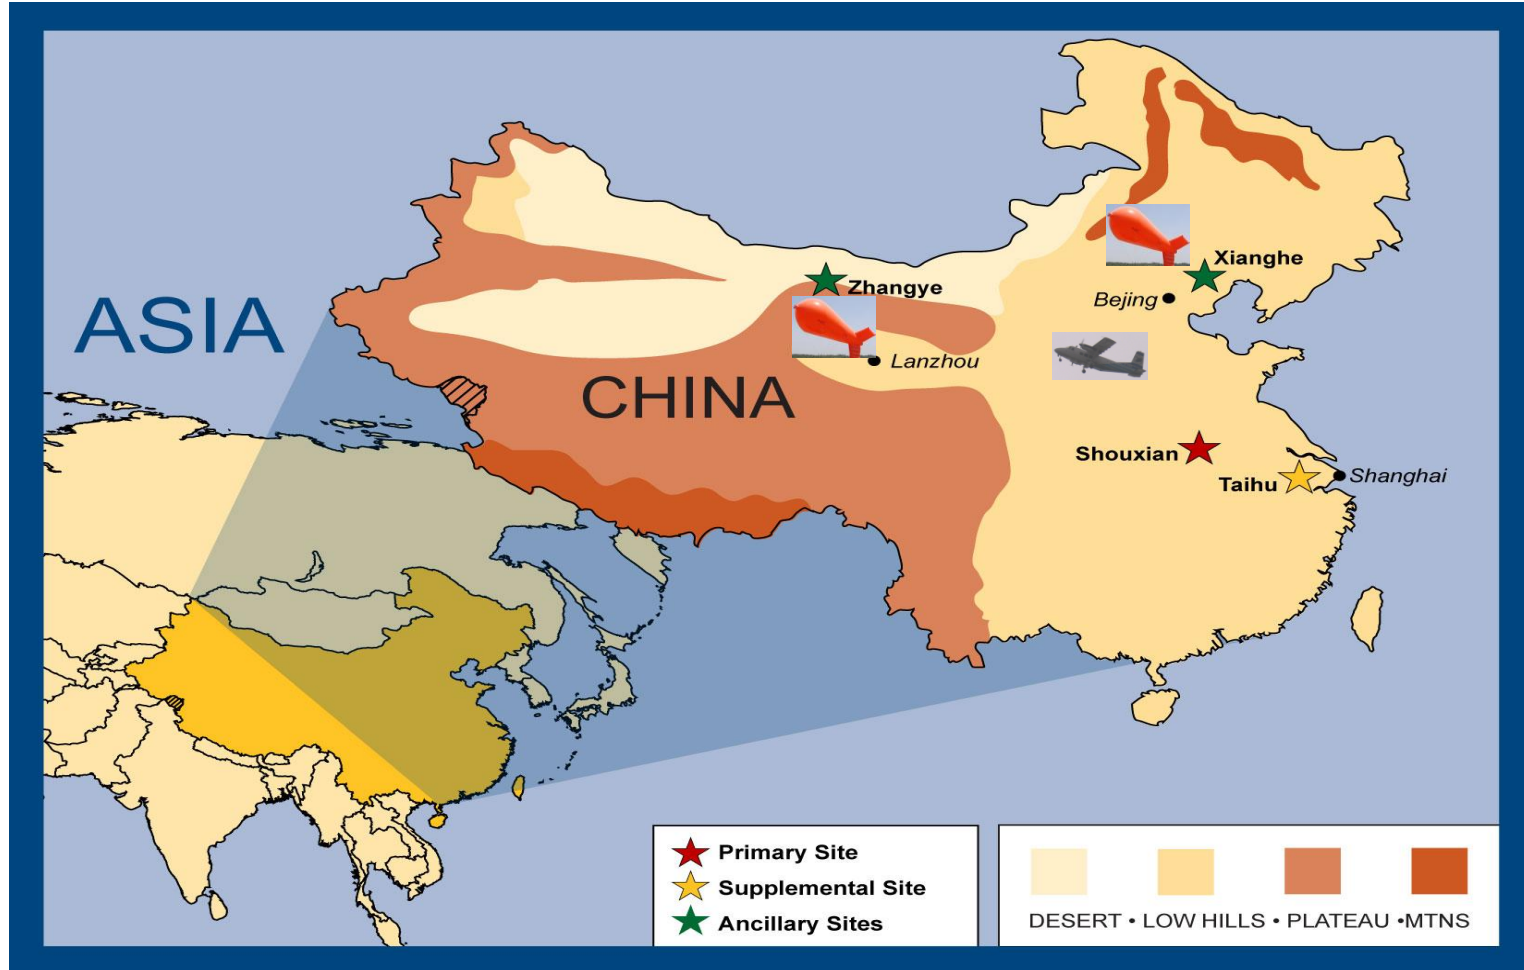 ASIA
CHINA
Zhangye
Lanzhou
Xianghe
Bejing
Shouxian
Taihu
Shanghai
Primary Site
Supplemental Site
Ancillary Sites
DESERT • LOW HILLS • PLATEAU •MTNS